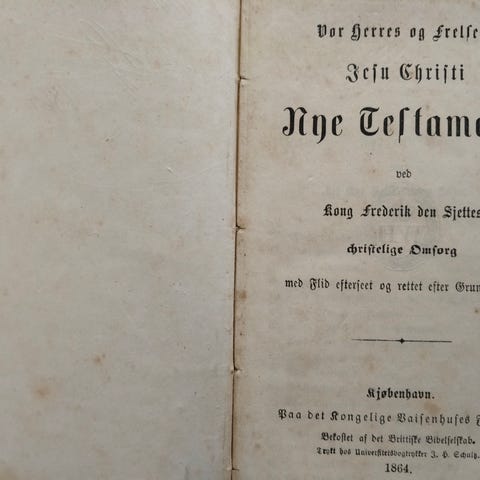 Vor Herres og Frelse
Jesu Christi
Nye Testame
ved
Kong Frederik den Sjettes
christelige Omsorg
med Flid efterseet og rettet efter Grun
Kjøbenhavn.
Paa det Kongelige Vaisenhuses F
Bekostet af det Brittiske Bibelselskab.
Trykt hos Universitetsbogtrykker J. H. Schultz.
1864.